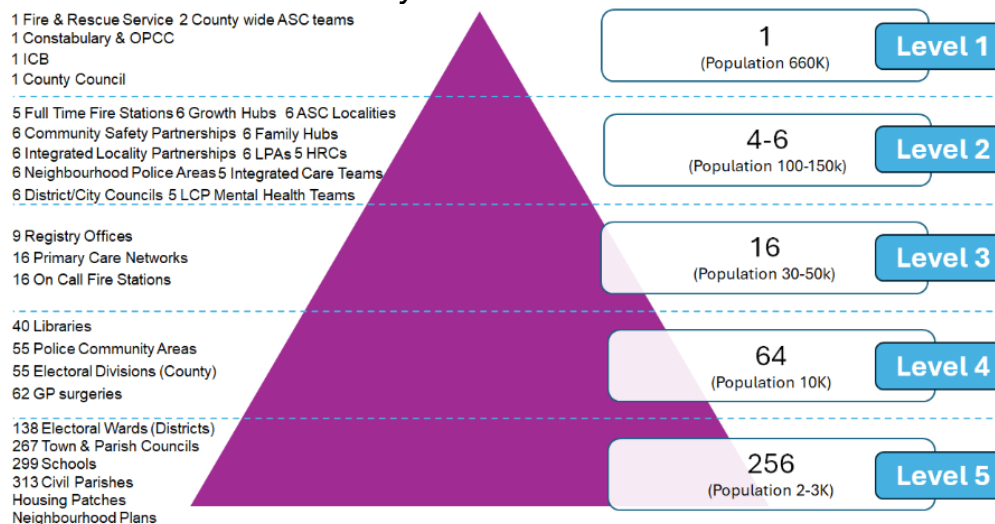 1 Fire & Rescue Service 2 County wide ASC teams
1 Constabulary & OPCC
1 ICB
1 County Council
1
(Population 660K)
Level 1
5 Full Time Fire Stations 6 Growth Hubs 6 ASC Localities
6 Community Safety Partnerships 6 Family Hubs
6 Integrated Locality Partnerships 6 LPAs 5 HRCs
6 Neighbourhood Police Areas 5 Integrated Care Teams
6 District/City Councils 5 LCP Mental Health Teams
4-6
(Population 100-150k)
Level 2
9 Registry Offices
16 Primary Care Networks
16 On Call Fire Stations
16
(Population 30-50k)
Level 3
40 Libraries
55 Police Community Areas
55 Electoral Divisions (County)
62 GP surgeries
64
(Population 10K)
Level 4
138 Electoral Wards (Districts)
267 Town & Parish Councils
299 Schools
313 Civil Parishes
Housing Patches
Neighbourhood Plans
256
(Population 2-3K)
Level 5